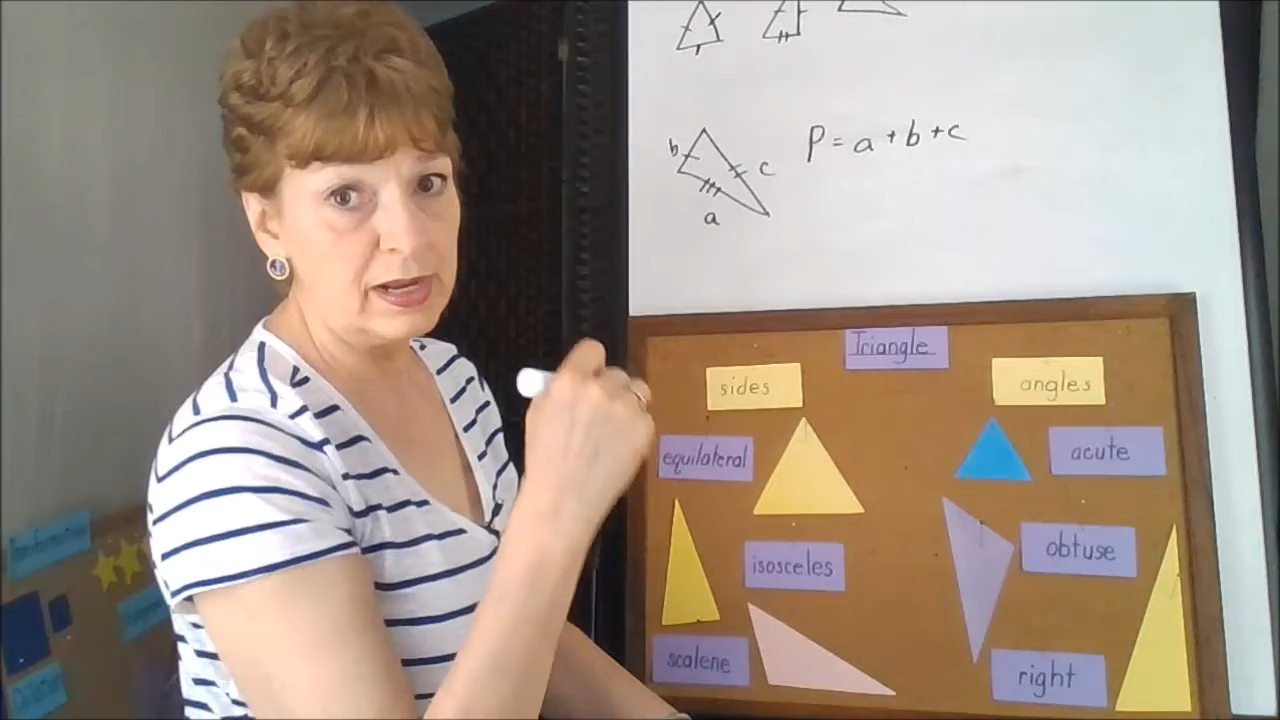 P = a + b + c
b
c
a
Triangle
sides
angles
equilateral
acute
isosceles
obtuse
scalene
right